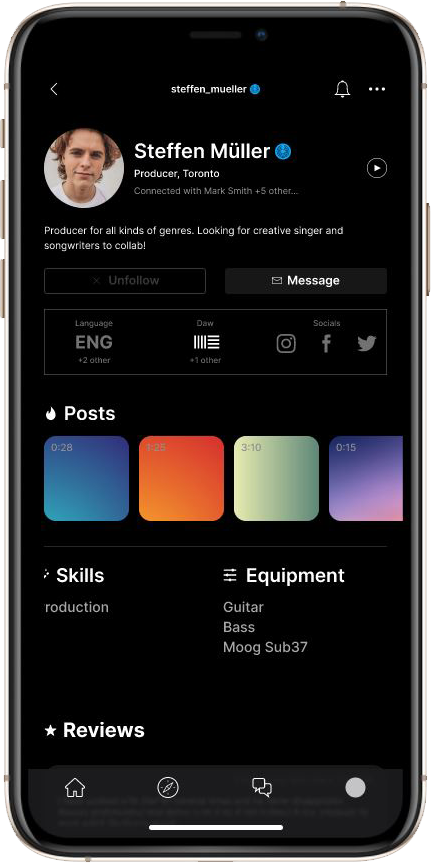 steffen_mueller
Steffen Müller
Producer, Toronto
Connected with Mark Smith +5 other...
Producer for all kinds of genres. Looking for creative singer and
songwriters to collab!
Unfollow
Message
Language
Daw
Socials
ENG
+2 other
+1 other
Posts
0:28
1:25
3:10
0:15
Skills
Equipment
roduction
Guitar
Bass
Moog Sub37
Reviews